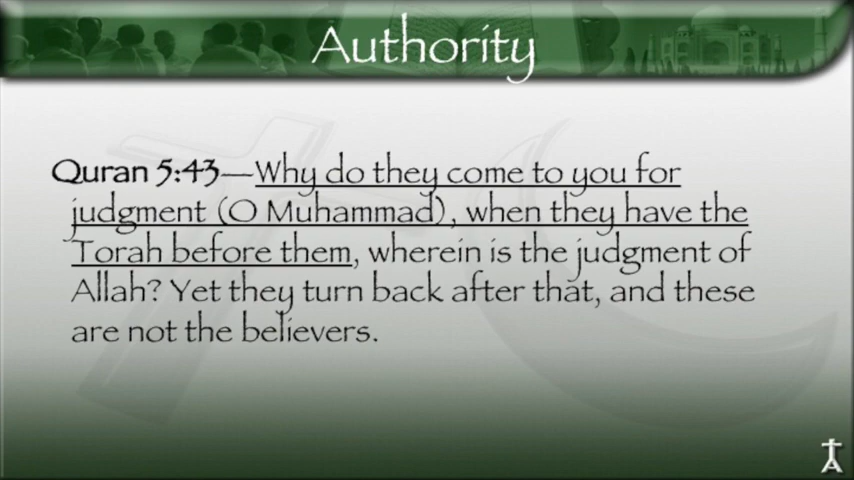 Authority
Quran 5:43—Why do they come to you for
judgment (O Muhammad), when they have the
Torah before them, wherein is the judgment of
Allah? Yet they turn back after that, and these
are not the believers.